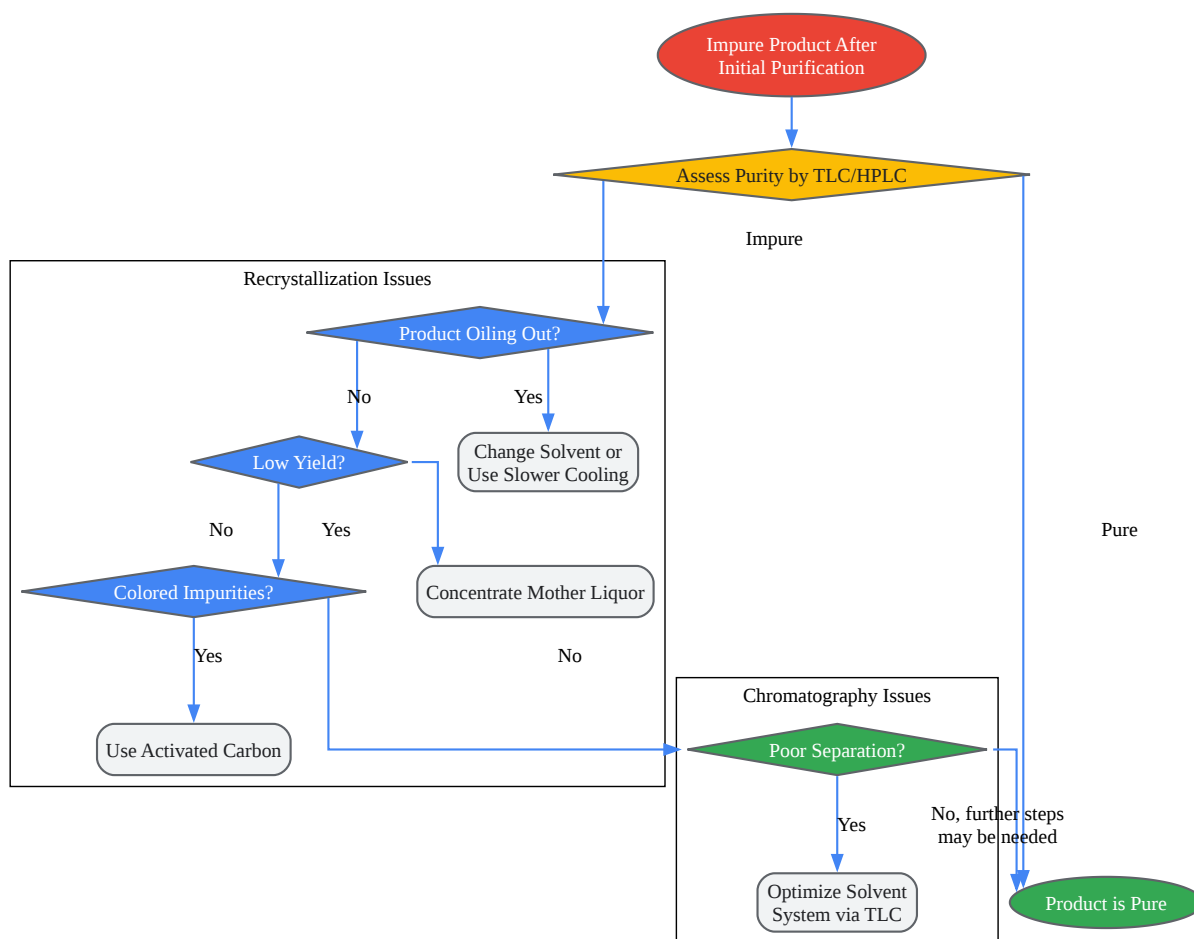 Impure Product After
Initial Purification
Assess Purity by TLC/HPLC
Impure
Recrystallization Issues
Product Oiling Out?
No
Yes
Change Solvent or
Use Slower Cooling
Low Yield?
No
Yes
Pure
Colored Impurities?
Concentrate Mother Liquor
Yes
No
Chromatography Issues
Use Activated Carbon
Poor Separation?
Yes
No, further steps
may be needed
Optimize Solvent
System via TLC
Product is Pure